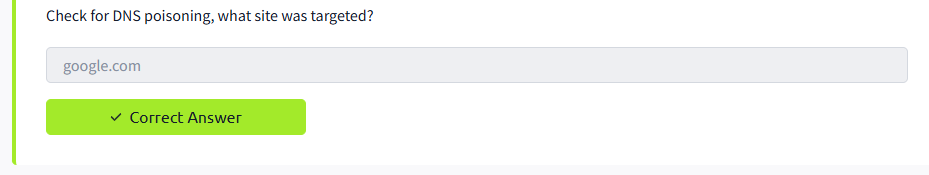 Check for DNS poisoning, what site was targeted?
google.com
✓ Correct Answer